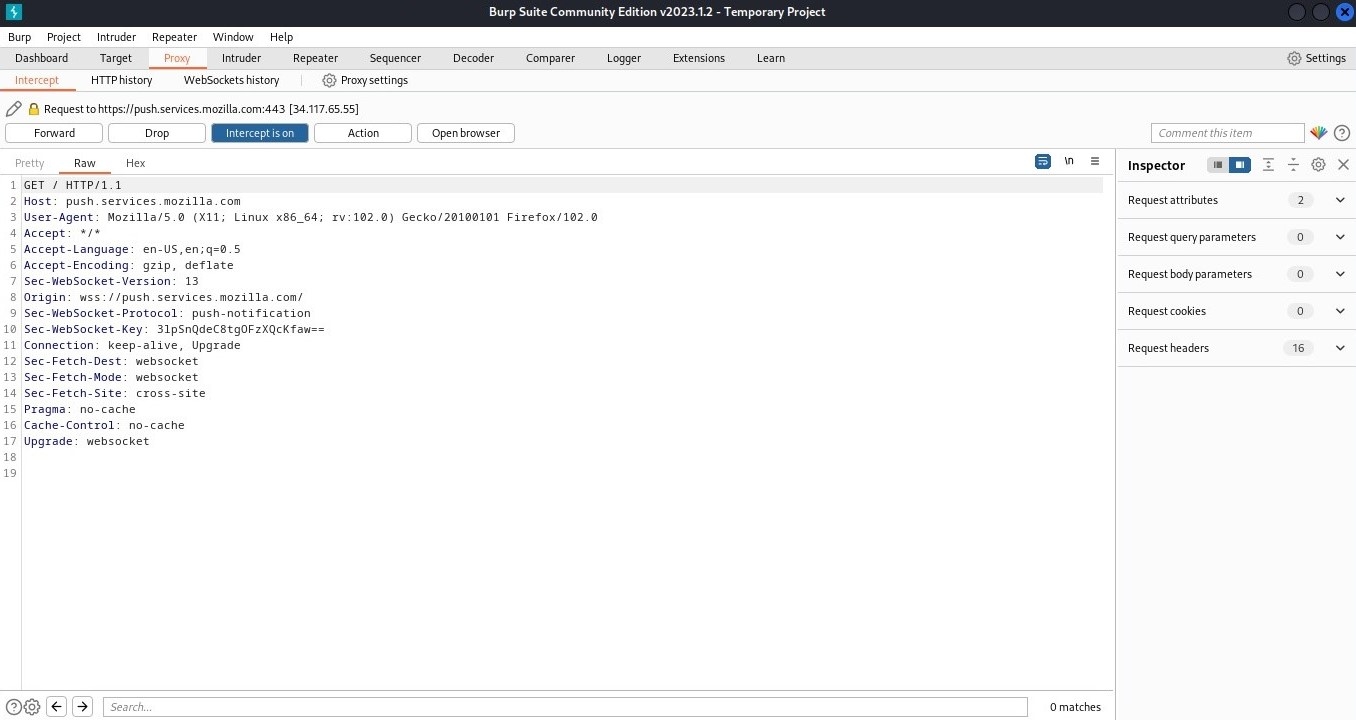 Burp Suite Community Edition v2023.1.2 - Temporary Project
Burp Project Intruder Repeater Window Help
Dashboard Target Proxy Intruder Repeater Sequencer Decoder Comparer Logger Extensions Learn Settings
Intercept HTTP history WebSockets history Proxy settings
Request to https://push.services.mozilla.com:443 [34.117.65.55]
Forward Drop Intercept is on Action Open browser Comment this item ?
Pretty Raw Hex \n
Inspector
1 GET / HTTP/1.1
2 Host: push.services.mozilla.com
3 User-Agent: Mozilla/5.0 (X11; Linux x86_64; rv:102.0) Gecko/20100101 Firefox/102.0
4 Accept: */*
5 Accept-Language: en-US,en;q=0.5
6 Accept-Encoding: gzip, deflate
7 Sec-WebSocket-Version: 13
8 Origin: wss://push.services.mozilla.com/
9 Sec-WebSocket-Protocol: push-notification
10 Sec-WebSocket-Key: 3lpSnQdeC8tgOFzXQcKfaw==
11 Connection: keep-alive, Upgrade
12 Sec-Fetch-Dest: websocket
13 Sec-Fetch-Mode: websocket
14 Sec-Fetch-Site: cross-site
15 Pragma: no-cache
16 Cache-Control: no-cache
17 Upgrade: websocket
18
19
Request attributes 2
Request query parameters 0
Request body parameters 0
Request cookies 0
Request headers 16
? Search... 0 matches